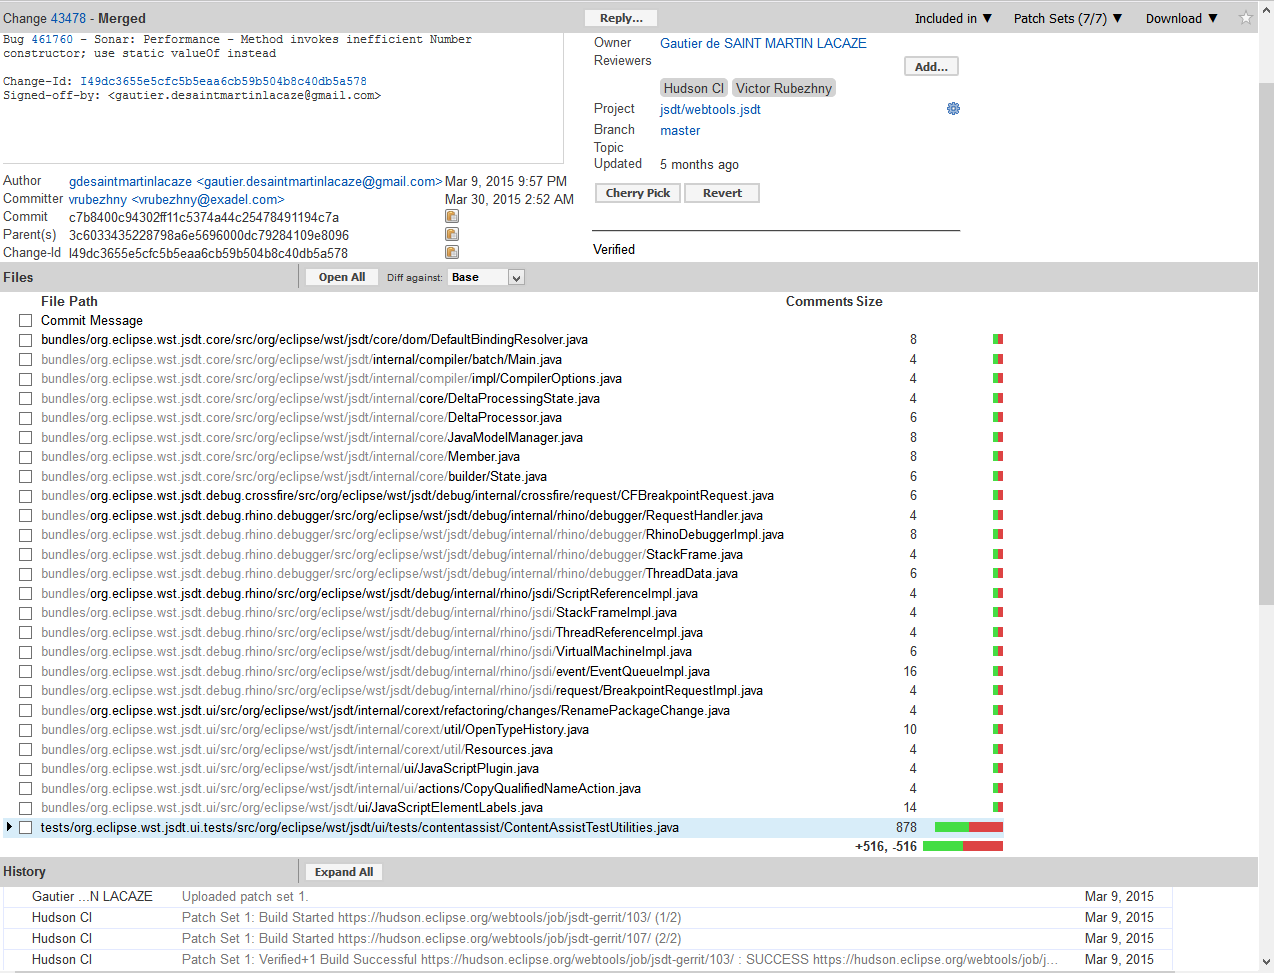 Change 43478 - Merged Reply... Included in ▼ Patch Sets (7/7) ▼ Download ▼
Bug 461760 - Sonar: Performance - Method invokes inefficient Number
constructor; use static valueOf instead
Change-Id: I49dc3655e5cfc5b5eaa6cb59b504b8c40db5a578
Signed-off-by: <gautier.desaintmartinlacaze@gmail.com>
Owner Gautier de SAINT MARTIN LACAZE
Reviewers
Add...
Hudson CI Victor Rubezhny
Project jsdt/webtools.jsdt
Branch master
Topic
Updated 5 months ago
Cherry Pick Revert
Verified
Author gdesaintmartinlacaze <gautier.desaintmartinlacaze@gmail.com> Mar 9, 2015 9:57 PM
Committer vrubezhny <vrubezhny@exadel.com> Mar 30, 2015 2:52 AM
Commit c7b8400c94302ff11c5374a44c25478491194c7a
Parent(s) 3c6033435228798a6e5696000dc79284109e8096
Change-Id I49dc3655e5cfc5b5eaa6cb59b504b8c40db5a578
Files Open All Diff against: Base
File Path Comments Size
Commit Message
bundles/org.eclipse.wst.jsdt.core/src/org/eclipse/wst/jsdt/core/dom/DefaultBindingResolver.java 8
bundles/org.eclipse.wst.jsdt.core/src/org/eclipse/wst/jsdt/internal/compiler/batch/Main.java 4
bundles/org.eclipse.wst.jsdt.core/src/org/eclipse/wst/jsdt/internal/compiler/impl/CompilerOptions.java 4
bundles/org.eclipse.wst.jsdt.core/src/org/eclipse/wst/jsdt/internal/core/DeltaProcessingState.java 4
bundles/org.eclipse.wst.jsdt.core/src/org/eclipse/wst/jsdt/internal/core/DeltaProcessor.java 6
bundles/org.eclipse.wst.jsdt.core/src/org/eclipse/wst/jsdt/internal/core/JavaModelManager.java 8
bundles/org.eclipse.wst.jsdt.core/src/org/eclipse/wst/jsdt/internal/core/Member.java 8
bundles/org.eclipse.wst.jsdt.core/src/org/eclipse/wst/jsdt/internal/core/builder/State.java 6
bundles/org.eclipse.wst.jsdt.debug.crossfire/src/org/eclipse/wst/jsdt/debug/internal/crossfire/request/CFBreakpointRequest.java 6
bundles/org.eclipse.wst.jsdt.debug.rhino.debugger/src/org/eclipse/wst/jsdt/debug/internal/rhino/debugger/RequestHandler.java 4
bundles/org.eclipse.wst.jsdt.debug.rhino.debugger/src/org/eclipse/wst/jsdt/debug/internal/rhino/debugger/RhinoDebuggerImpl.java 8
bundles/org.eclipse.wst.jsdt.debug.rhino.debugger/src/org/eclipse/wst/jsdt/debug/internal/rhino/debugger/StackFrame.java 4
bundles/org.eclipse.wst.jsdt.debug.rhino.debugger/src/org/eclipse/wst/jsdt/debug/internal/rhino/debugger/ThreadData.java 6
bundles/org.eclipse.wst.jsdt.debug.rhino/src/org/eclipse/wst/jsdt/debug/internal/rhino/jsdi/ScriptReferenceImpl.java 4
bundles/org.eclipse.wst.jsdt.debug.rhino/src/org/eclipse/wst/jsdt/debug/internal/rhino/jsdi/StackFrameImpl.java 4
bundles/org.eclipse.wst.jsdt.debug.rhino/src/org/eclipse/wst/jsdt/debug/internal/rhino/jsdi/ThreadReferenceImpl.java 4
bundles/org.eclipse.wst.jsdt.debug.rhino/src/org/eclipse/wst/jsdt/debug/internal/rhino/jsdi/VirtualMachineImpl.java 6
bundles/org.eclipse.wst.jsdt.debug.rhino/src/org/eclipse/wst/jsdt/debug/internal/rhino/jsdi/event/EventQueueImpl.java 16
bundles/org.eclipse.wst.jsdt.debug.rhino/src/org/eclipse/wst/jsdt/debug/internal/rhino/jsdi/request/BreakpointRequestImpl.java 4
bundles/org.eclipse.wst.jsdt.ui/src/org/eclipse/wst/jsdt/internal/corext/refactoring/changes/RenamePackageChange.java 4
bundles/org.eclipse.wst.jsdt.ui/src/org/eclipse/wst/jsdt/internal/corext/util/OpenTypeHistory.java 10
bundles/org.eclipse.wst.jsdt.ui/src/org/eclipse/wst/jsdt/internal/corext/util/Resources.java 4
bundles/org.eclipse.wst.jsdt.ui/src/org/eclipse/wst/jsdt/internal/ui/JavaScriptPlugin.java 4
bundles/org.eclipse.wst.jsdt.ui/src/org/eclipse/wst/jsdt/internal/ui/actions/CopyQualifiedNameAction.java 4
bundles/org.eclipse.wst.jsdt.ui/src/org/eclipse/wst/jsdt/ui/JavaScriptElementLabels.java 14
tests/org.eclipse.wst.jsdt.ui.tests/src/org/eclipse/wst/jsdt/ui/tests/contentassist/ContentAssistTestUtilities.java 878
+516, -516
History Expand All
Gautier ...N LACAZE Uploaded patch set 1. Mar 9, 2015
Hudson CI Patch Set 1: Build Started https://hudson.eclipse.org/webtools/job/jsdt-gerrit/103/ (1/2) Mar 9, 2015
Hudson CI Patch Set 1: Build Started https://hudson.eclipse.org/webtools/job/jsdt-gerrit/107/ (2/2) Mar 9, 2015
Hudson CI Patch Set 1: Verified+1 Build Successful https://hudson.eclipse.org/webtools/job/jsdt-gerrit/103/ : SUCCESS https://hudson.eclipse.org/webtools/job/j... Mar 9, 2015